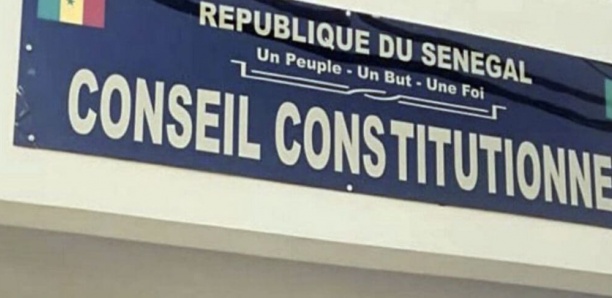 REPUBLIQUE DU SENEGAL
Un Peuple - Un But - Une Foi
CONSEIL CONSTITUTIONNE